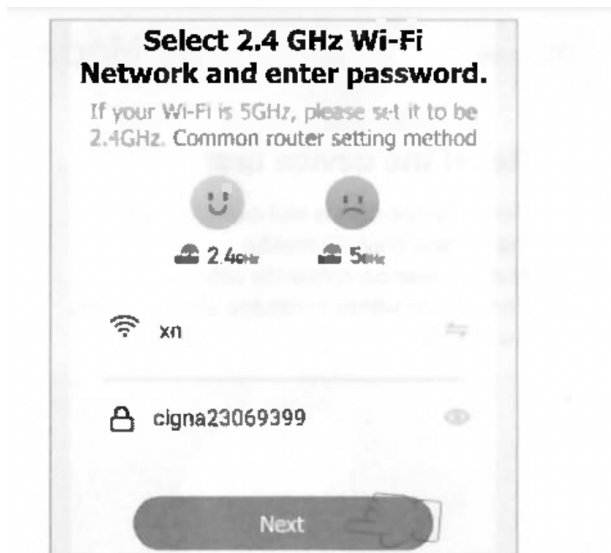 Select 2.4 GHz Wi-Fi
Network and enter password.
If your Wi-Fi is 5GHz, please set it to be
2.4GHz. Common router setting method
2.4GHz 5GHz
xn
cigna23069399
Next